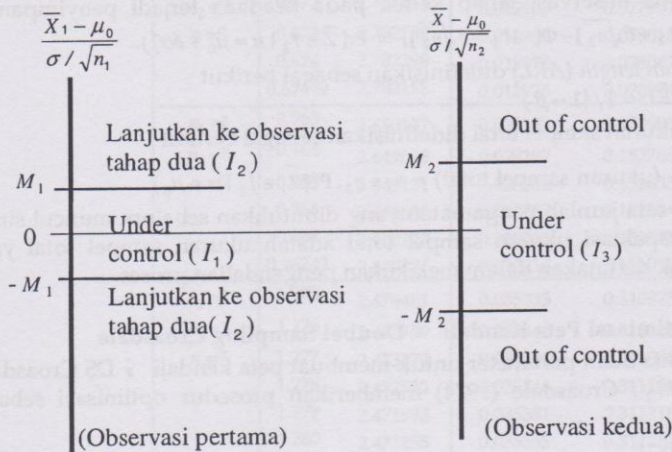 X̄₁ − μ₀
σ / √n₁
X̄ − μ₀
σ / √n₂
Lanjutkan ke observasi
tahap dua ( I₂ )
M₁
Under
control ( I₁ )
0
- M₁
Lanjutkan ke observasi
tahap dua( I₂ )
(Observasi pertama)
Out of control
M₂
Under
control ( I₃ )
- M₂
Out of control
(Observasi kedua)